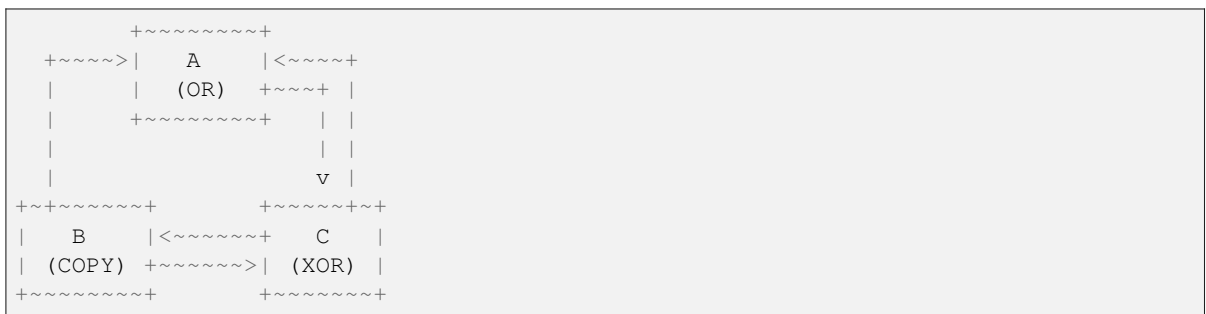 +~~~~~~~~+
  +~~~~>|   A    |<~~~~+
  |     |  (OR)  +~~~+ |
  |     +~~~~~~~~+   | |
  |                  | |
  |                  v |
+~+~~~~~~+       +~~~~~+~+
|   B    |<~~~~~~+   C   |
| (COPY) +~~~~~~>| (XOR) |
+~~~~~~~~+       +~~~~~~~+